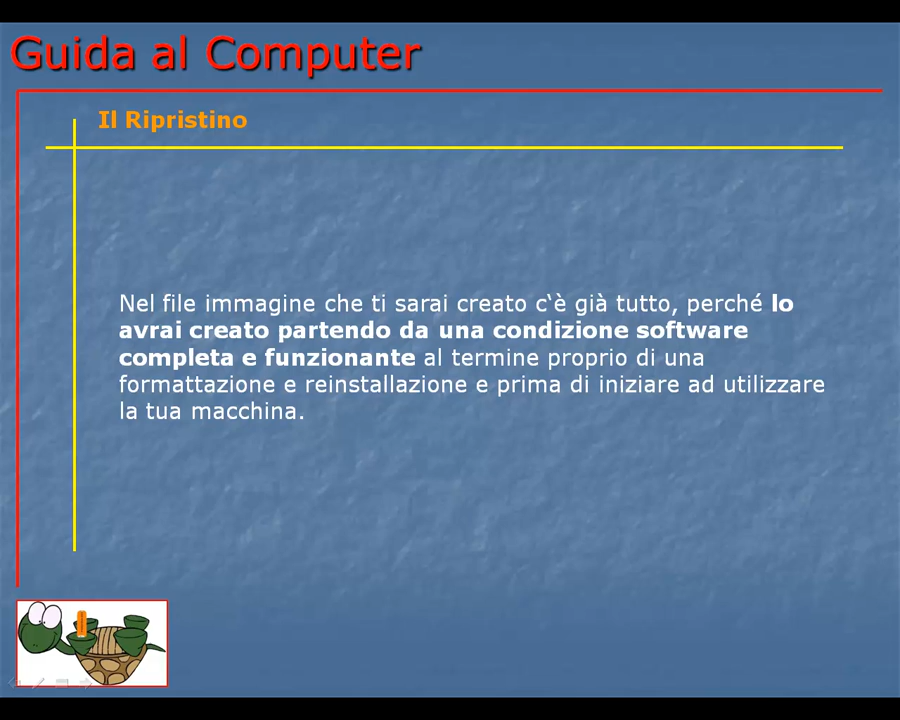 Guida al Computer
Il Ripristino
Nel file immagine che ti sarai creato c'è già tutto, perché lo
avrai creato partendo da una condizione software
completa e funzionante al termine proprio di una
formattazione e reinstallazione e prima di iniziare ad utilizzare
la tua macchina.